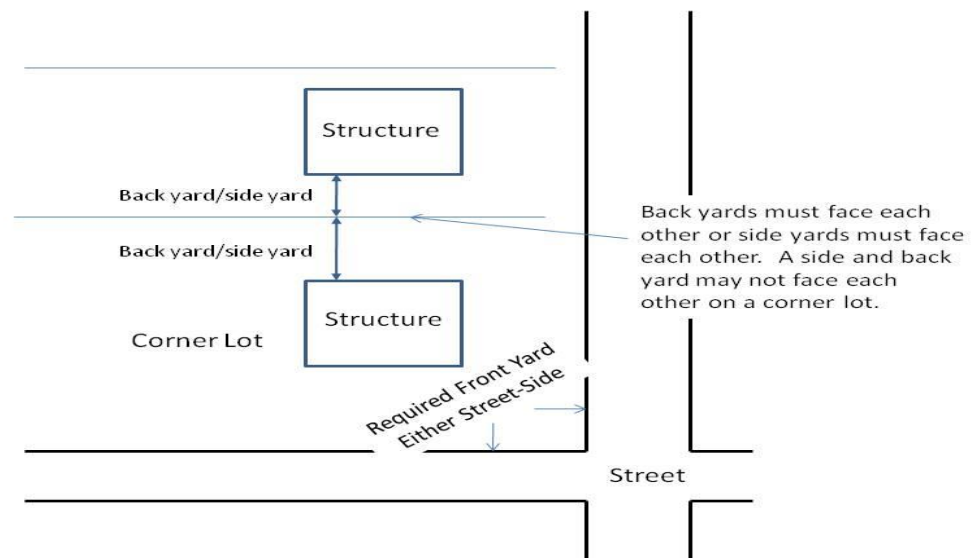 Structure
Back yard/side yard
Back yard/side yard
Back yards must face each
other or side yards must face
each other. A side and back
yard may not face each
other on a corner lot.
Structure
Corner Lot
Required Front Yard
Either Street-Side
Street